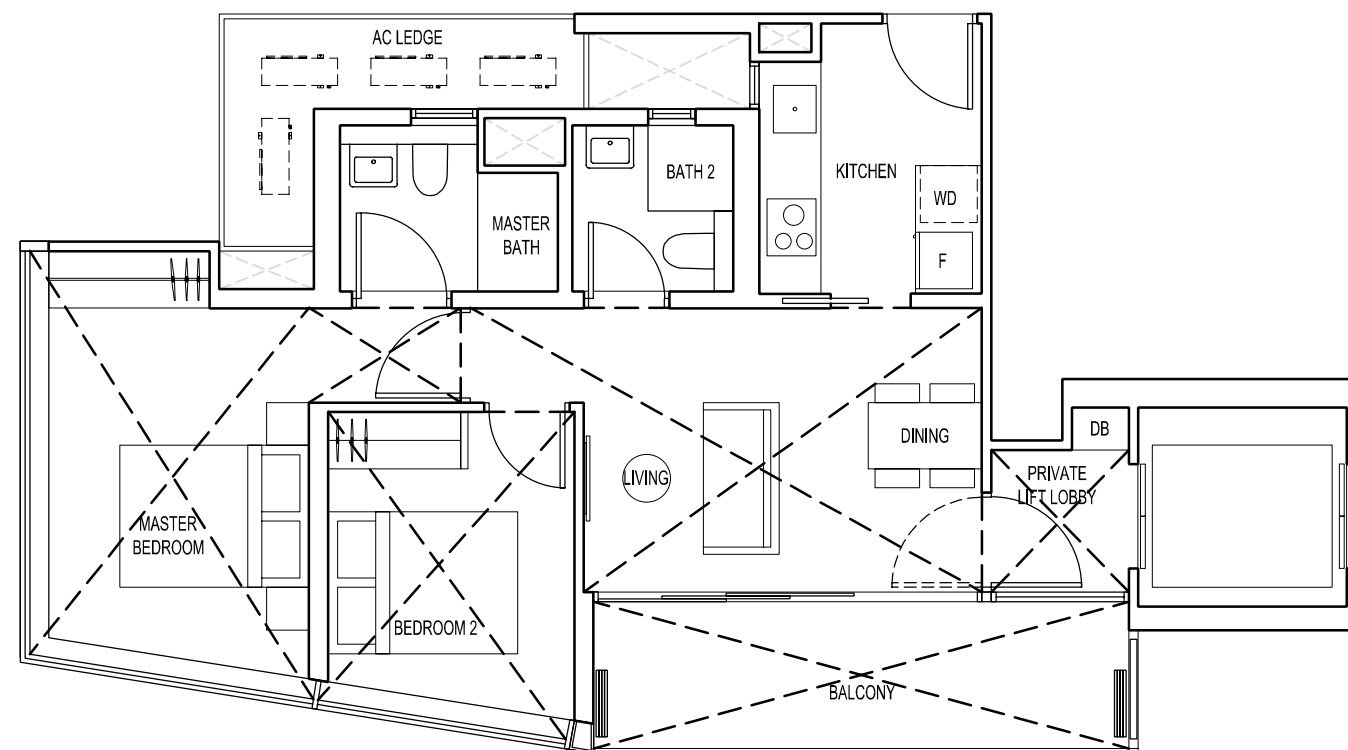 AC LEDGE
BATH 2
KITCHEN
WD
MASTER
BATH
F
DB
DINING
PRIVATE
LIFT LOBBY
LIVING
MASTER
BEDROOM
BEDROOM 2
BALCONY